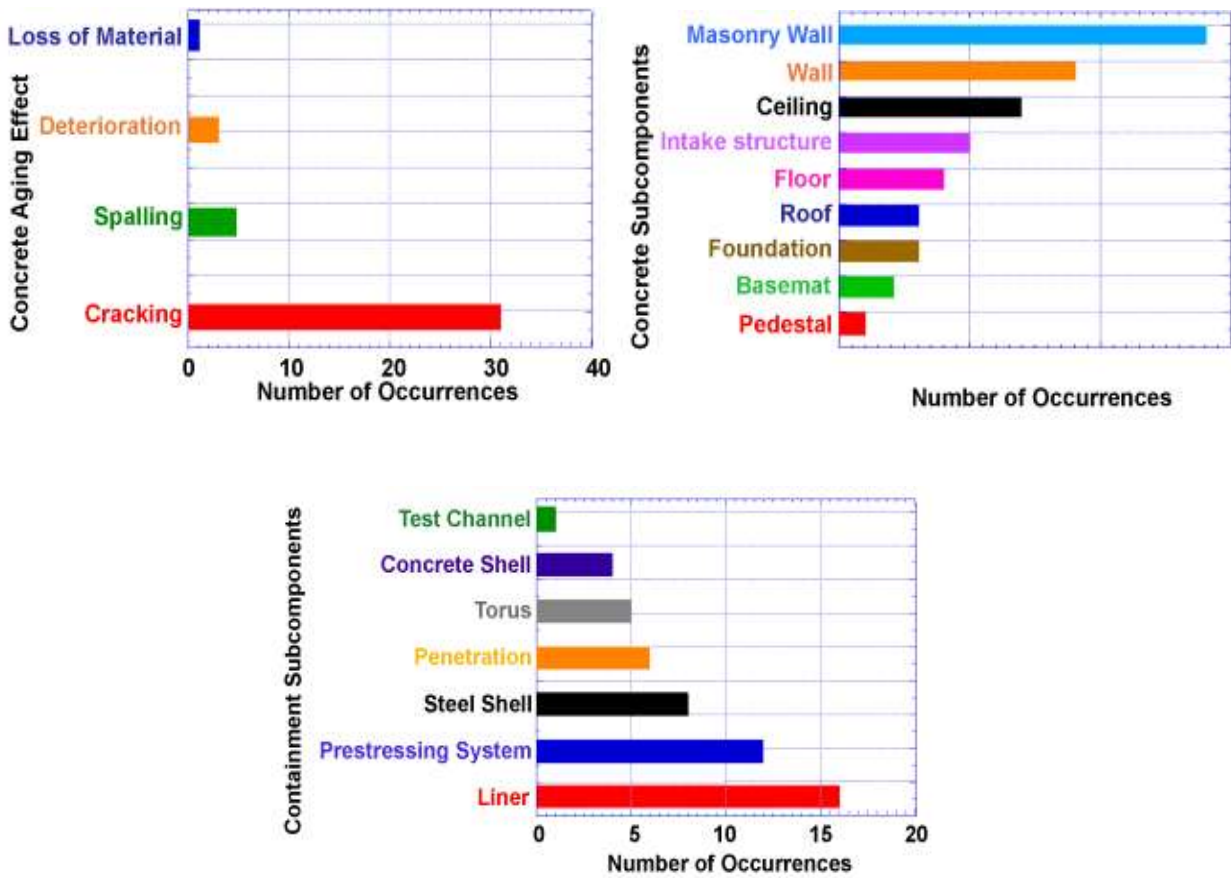 Concrete Aging Effect
Loss of Material
Deterioration
Spalling
Cracking
0 10 20 30 40
Number of Occurrences
Concrete Subcomponents
Masonry Wall
Wall
Ceiling
Intake structure
Floor
Roof
Foundation
Basemat
Pedestal
Number of Occurrences
Containment Subcomponents
Test Channel
Concrete Shell
Torus
Penetration
Steel Shell
Prestressing System
Liner
0 5 10 15 20
Number of Occurrences